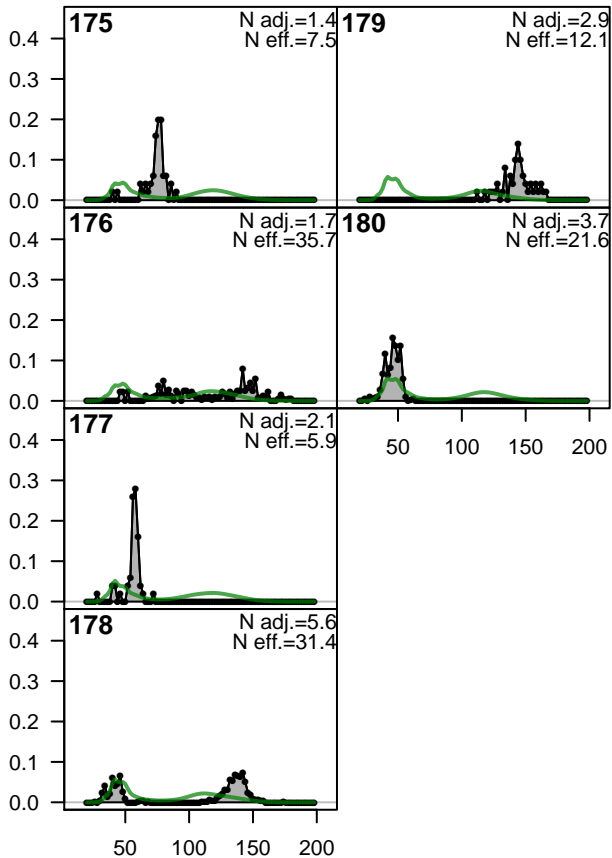 175
N adj.=1.4
N eff.=7.5
0.0
0.1
0.2
0.3
0.4
179
N adj.=2.9
N eff.=12.1
176
N adj.=1.7
N eff.=35.7
0.0
0.1
0.2
0.3
0.4
180
N adj.=3.7
N eff.=21.6
50 100 150 200
177
N adj.=2.1
N eff.=5.9
0.0
0.1
0.2
0.3
0.4
178
N adj.=5.6
N eff.=31.4
0.0
0.1
0.2
0.3
0.4
50 100 150 200